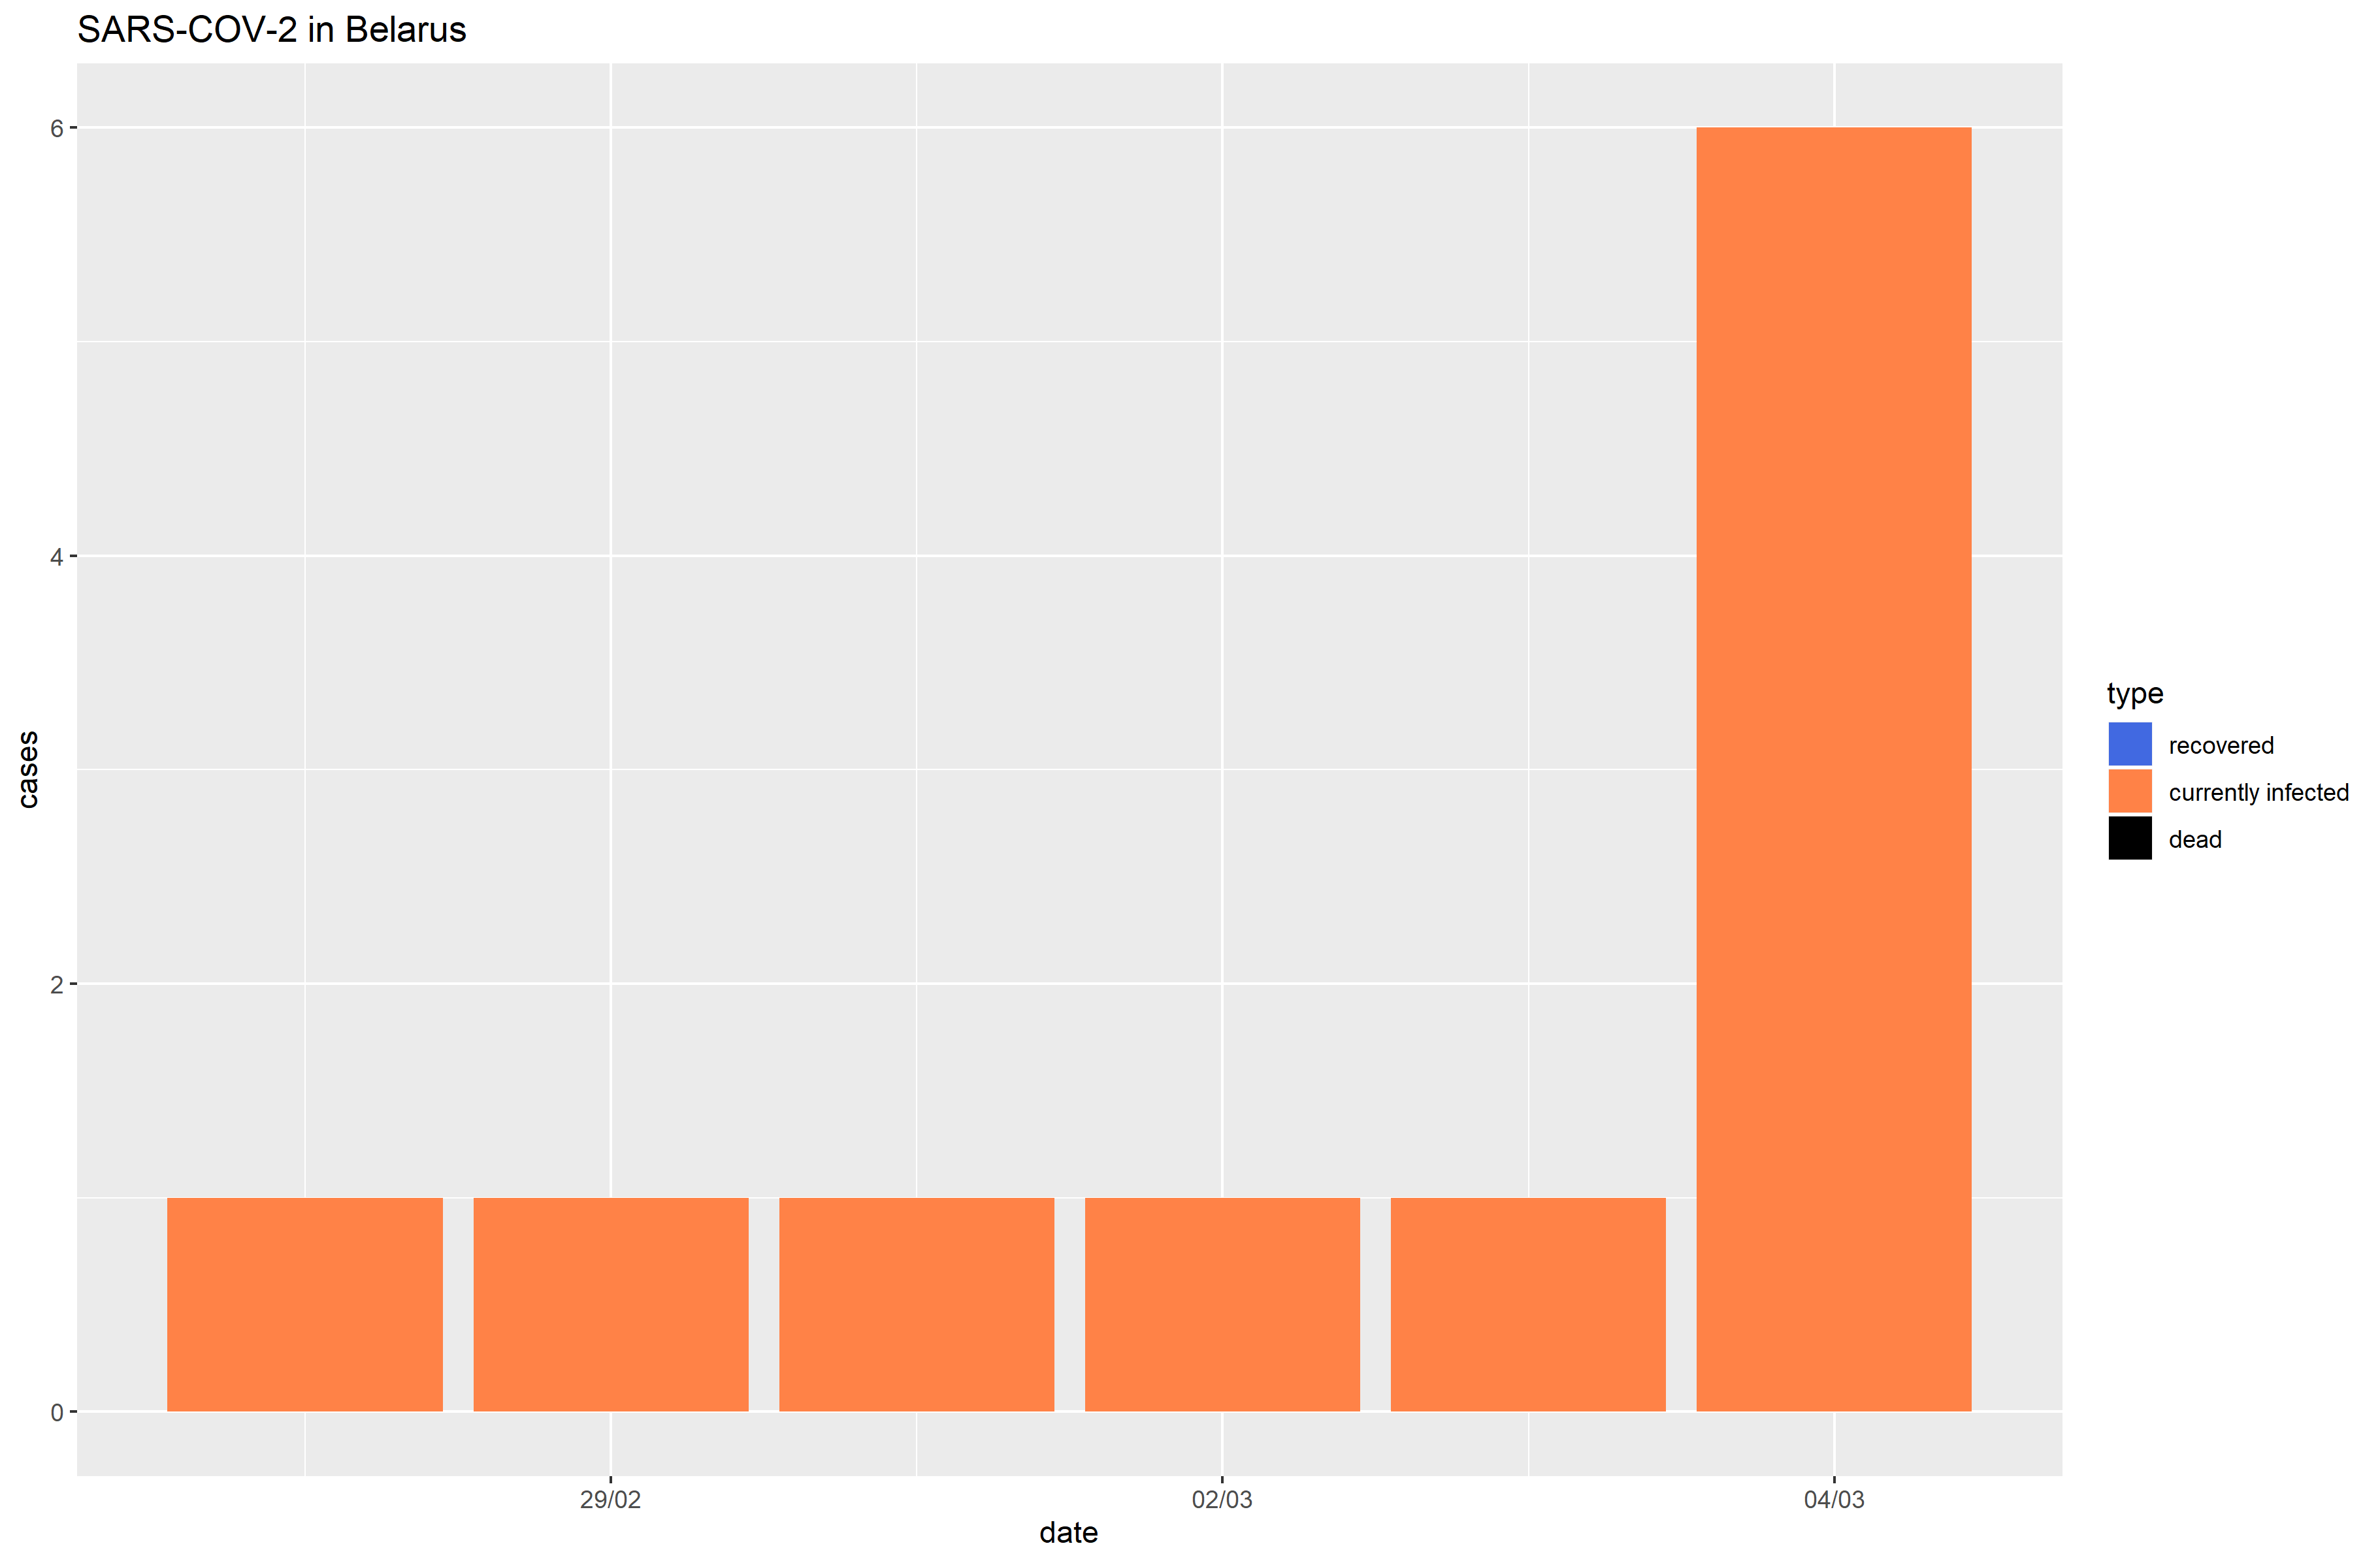 SARS-COV-2 in Belarus
6
4
2
0
cases
29/02
02/03
04/03
date
type
recovered
currently infected
dead